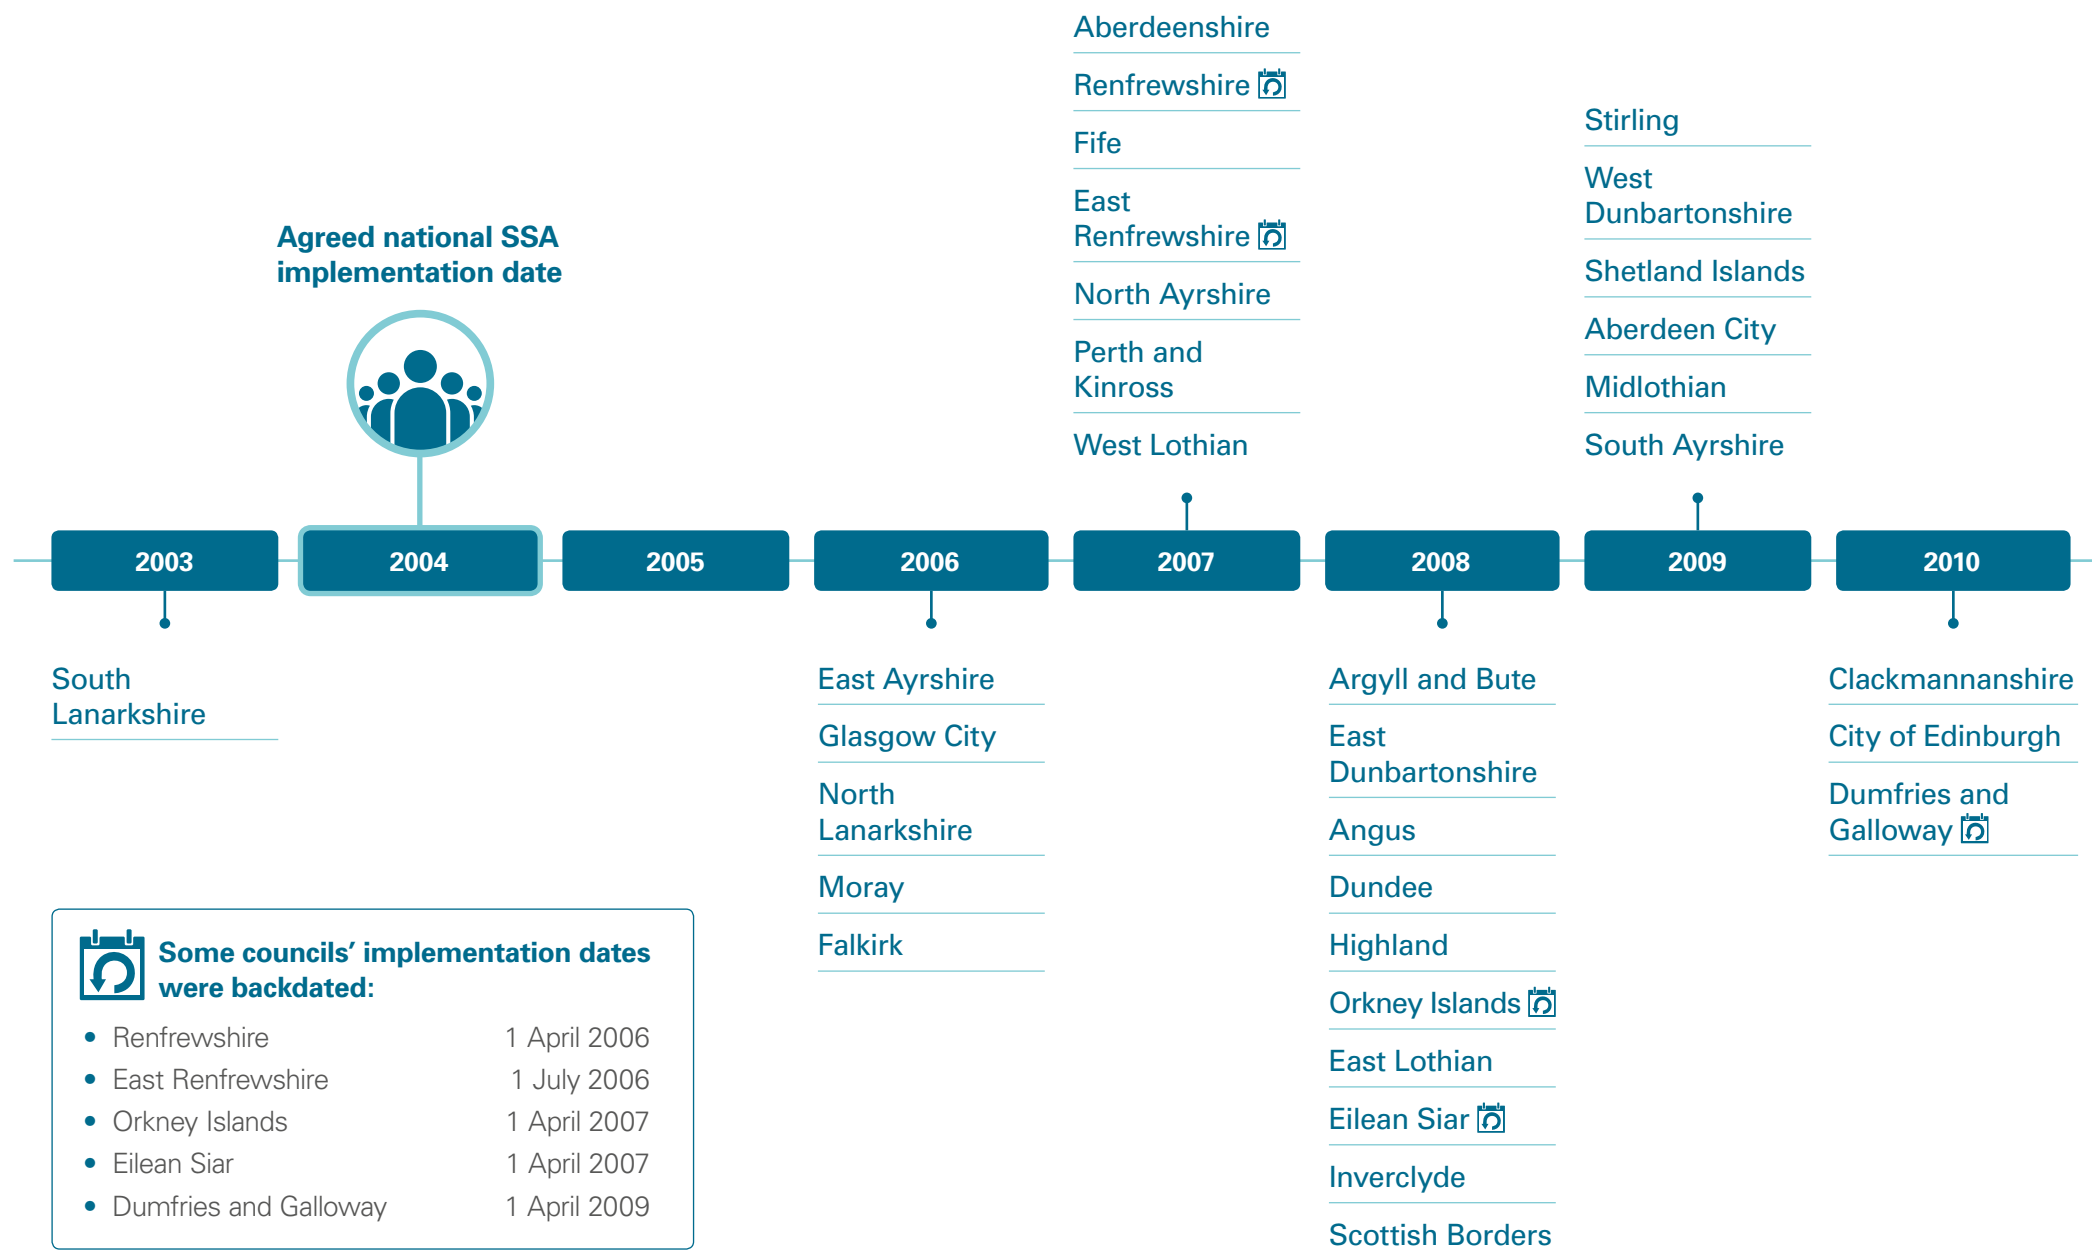 Agreed national SSA
implementation date
Aberdeenshire
Renfrewshire
Fife
East
Renfrewshire
North Ayrshire
Perth and
Kinross
West Lothian
Stirling
West
Dunbartonshire
Shetland Islands
Aberdeen City
Midlothian
South Ayrshire
2003
2004
2005
2006
2007
2008
2009
2010
South
Lanarkshire
East Ayrshire
Glasgow City
North
Lanarkshire
Moray
Falkirk
Argyll and Bute
East
Dunbartonshire
Angus
Dundee
Highland
Orkney Islands
East Lothian
Eilean Siar
Inverclyde
Scottish Borders
Clackmannanshire
City of Edinburgh
Dumfries and
Galloway
Some councils’ implementation dates
were backdated:
• Renfrewshire 1 April 2006
• East Renfrewshire 1 July 2006
• Orkney Islands 1 April 2007
• Eilean Siar 1 April 2007
• Dumfries and Galloway 1 April 2009